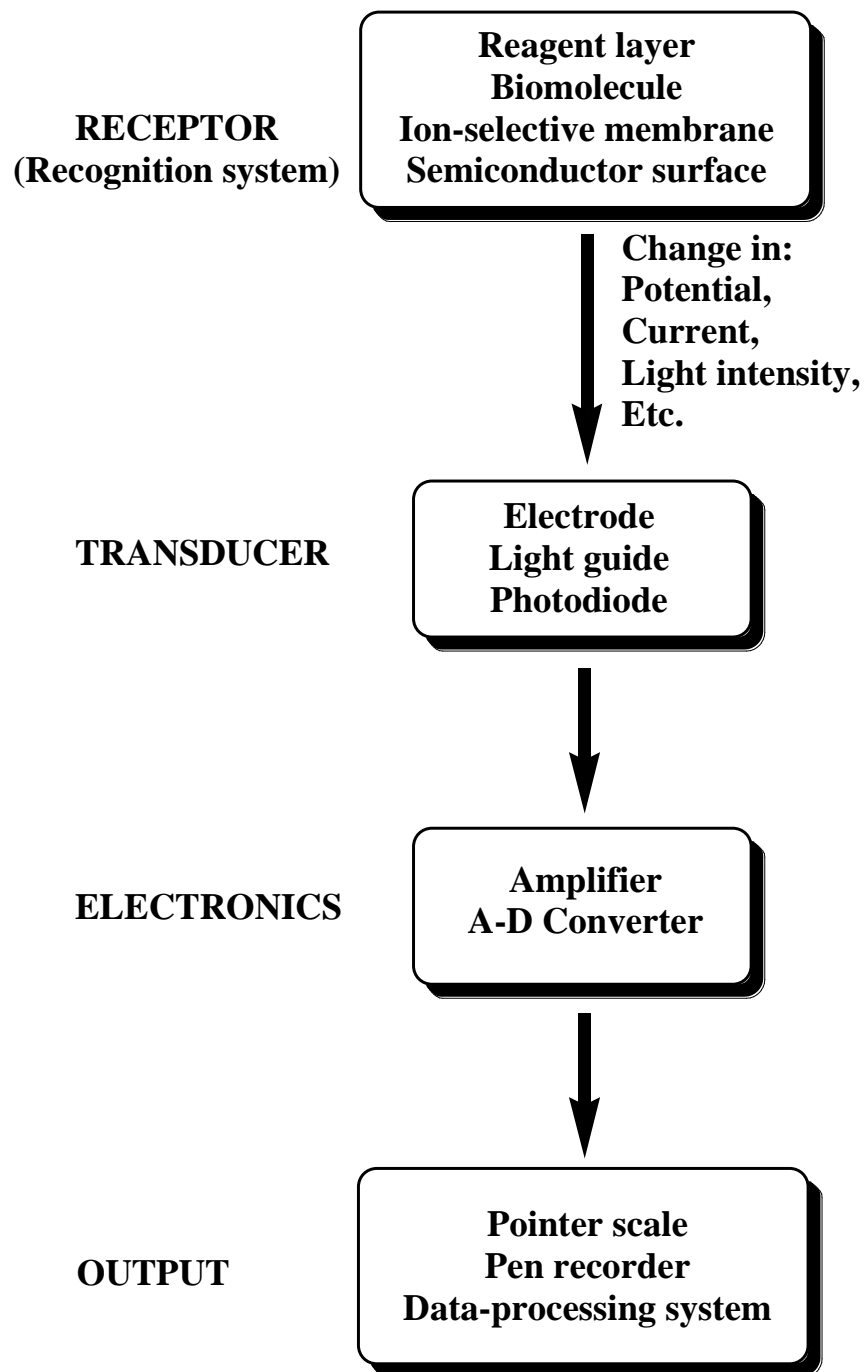 Reagent layer
Biomolecule
Ion-selective membrane
Semiconductor surface
RECEPTOR
(Recognition system)
Change in:
Potential,
Current,
Light intensity,
Etc.
TRANSDUCER
Electrode
Light guide
Photodiode
ELECTRONICS
Amplifier
A-D Converter
OUTPUT
Pointer scale
Pen recorder
Data-processing system